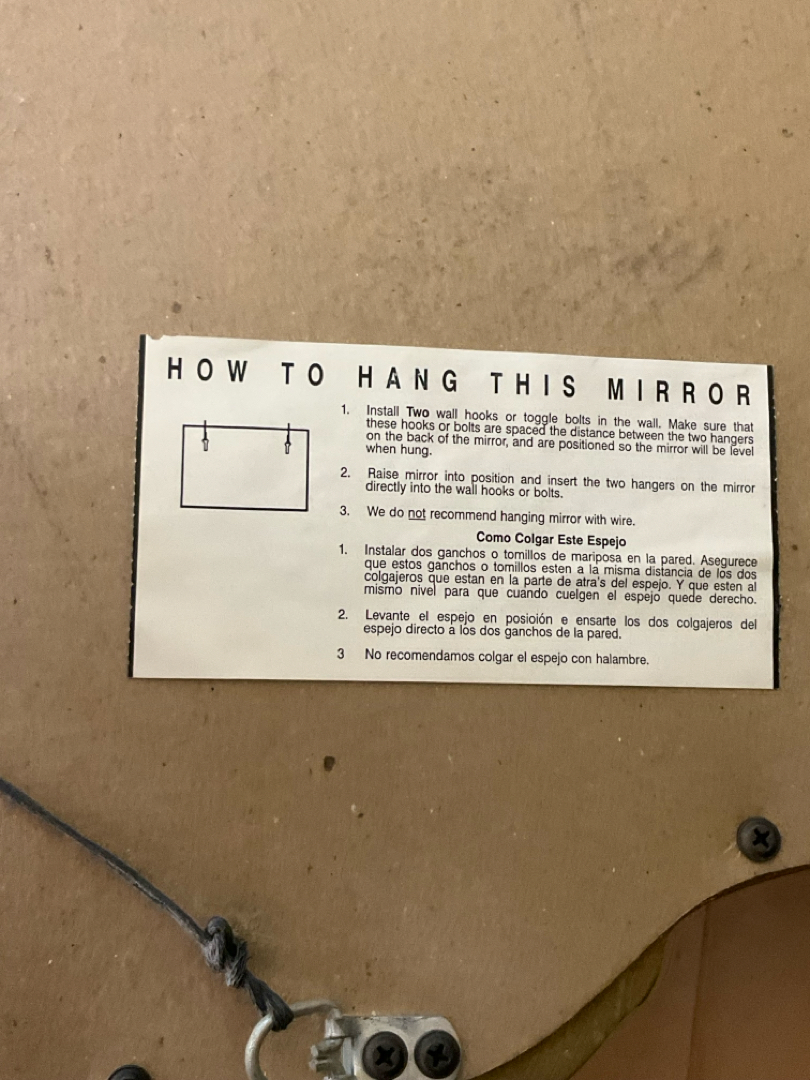 HOW TO HANG THIS MIRROR
1. Install Two wall hooks or toggle bolts in the wall. Make sure that
these hooks or bolts are spaced the distance between the two hangers
on the back of the mirror, and are positioned so the mirror will be level
when hung.
2. Raise mirror into position and insert the two hangers on the mirror
directly into the wall hooks or bolts.
3. We do not recommend hanging mirror with wire.
Como Colgar Este Espejo
1. Instalar dos ganchos o tomillos de mariposa en la pared. Asegurece
que estos ganchos o tomillos esten a la misma distancia de los dos
colgajeros que estan en la parte de atra's del espejo. Y que esten al
mismo nivel para que cuando cuelgen el espejo quede derecho.
2. Levante el espejo en posioión e ensarte los dos colgajeros del
espejo directo a lós dos ganchos de la pared.
3 No recomendamos colgar el espejo con halambre.